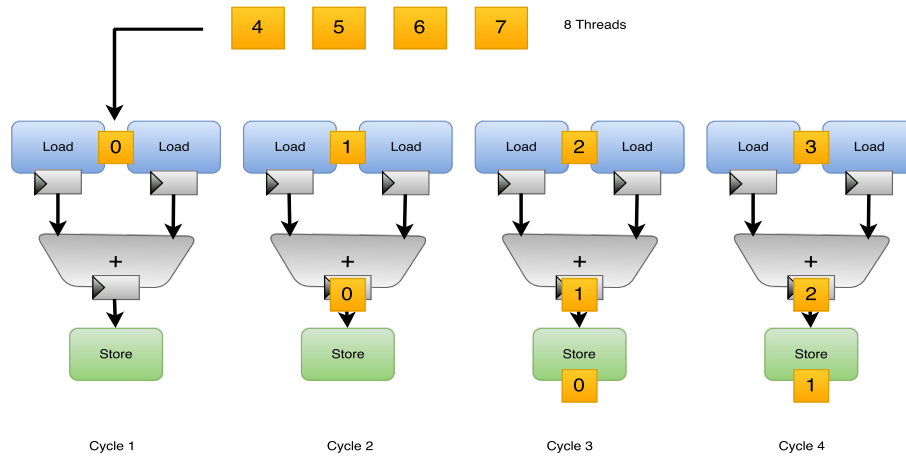 4 5 6 7 8 Threads
Load 0 Load Load 1 Load Load 2 Load Load 3 Load
+ + + +
0 1 2
Store Store Store Store
0 1
Cycle 1 Cycle 2 Cycle 3 Cycle 4